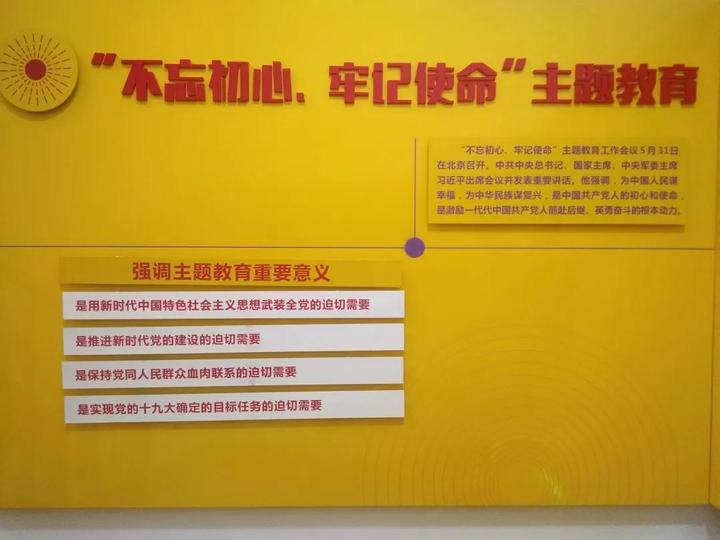 “不忘初心、牢记使命”主题教育
“不忘初心、牢记使命”主题教育工作会议5月31日
在北京召开。中共中央总书记、国家主席、中央军委主席
习近平出席会议并发表重要讲话。他强调，为中国人民谋
幸福，为中华民族谋复兴，是中国共产党人的初心和使命，
是激励一代代中国共产党人前赴后继、英勇奋斗的根本动力。
强调主题教育重要意义
是用新时代中国特色社会主义思想武装全党的迫切需要
是推进新时代党的建设的迫切需要
是保持党同人民群众血肉联系的迫切需要
是实现党的十九大确定的目标任务的迫切需要